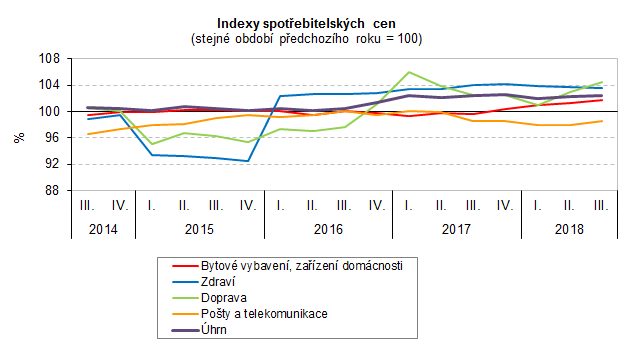 Indexy spotřebitelských cen
(stejné období předchozího roku = 100)
108
104
100
96
92
88
%
III. IV. I. II. III. IV. I. II. III. IV. I. II. III. IV. I. II. III.
2014 2015 2016 2017 2018
Bytové vybavení, zařízení domácnosti
Zdraví
Doprava
Pošty a telekomunikace
Úhrn